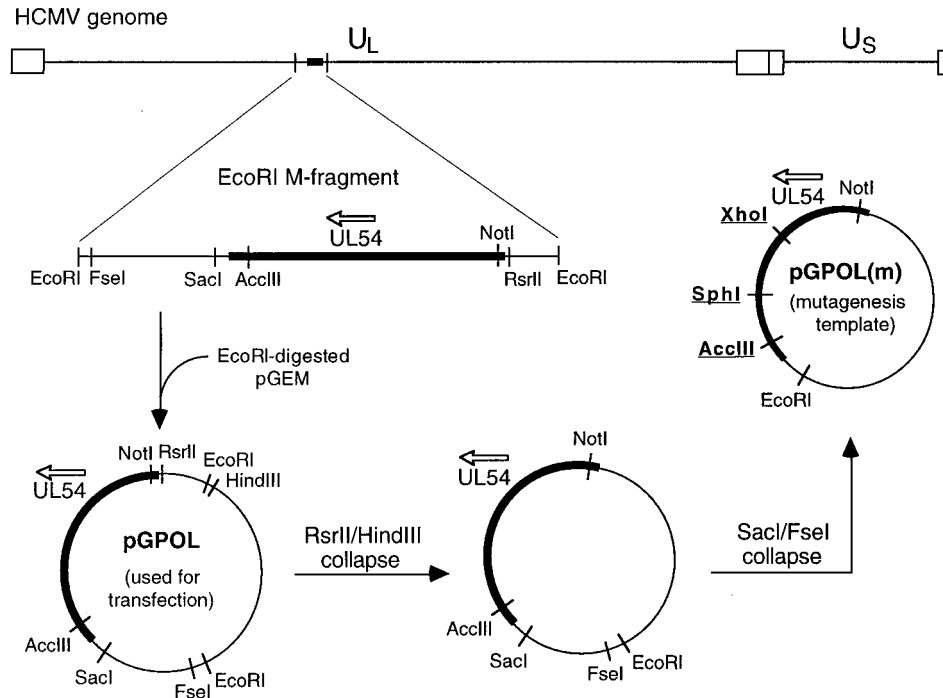 HCMV genome
UL
US
EcoRI M-fragment
UL54
NotI
EcoRI
FseI
SacI
AccIII
RsrII
EcoRI
EcoRI-digested
pGEM
UL54
NotI
XhoI
pGPOL(m)
(mutagenesis
template)
SphI
AccIII
EcoRI
NotI
RsrII
EcoRI
HindIII
UL54
pGPOL
(used for
transfection)
AccIII
SacI
FseI
EcoRI
RsrII/HindIII
collapse
NotI
UL54
AccIII
SacI
FseI
EcoRI
SacI/FseI
collapse